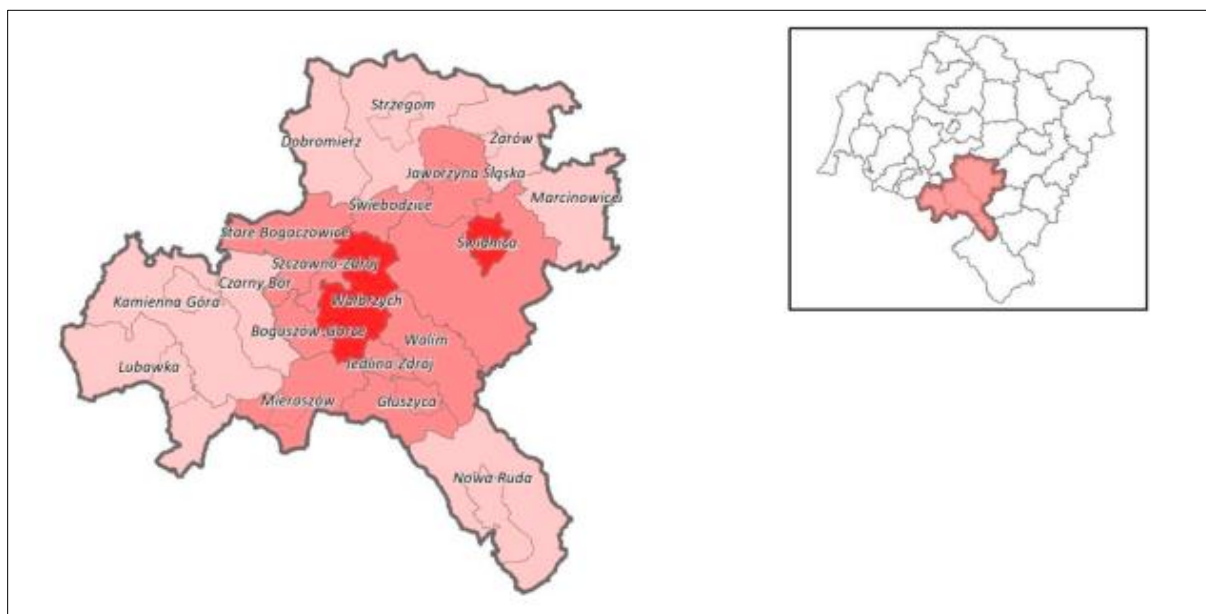 Strzegom
Dobromierz
Żarów
Jaworzyna Śląska
Marcinowice
Świebodzice
Stare Bogaczowice
Świdnica
Szczawno-Zdrój
Czarny Bór
Kamienna Góra
Wałbrzych
Boguszów-Gorce
Walim
Lubawka
Jedlina-Zdrój
Mieroszów
Głuszyca
Nowa Ruda